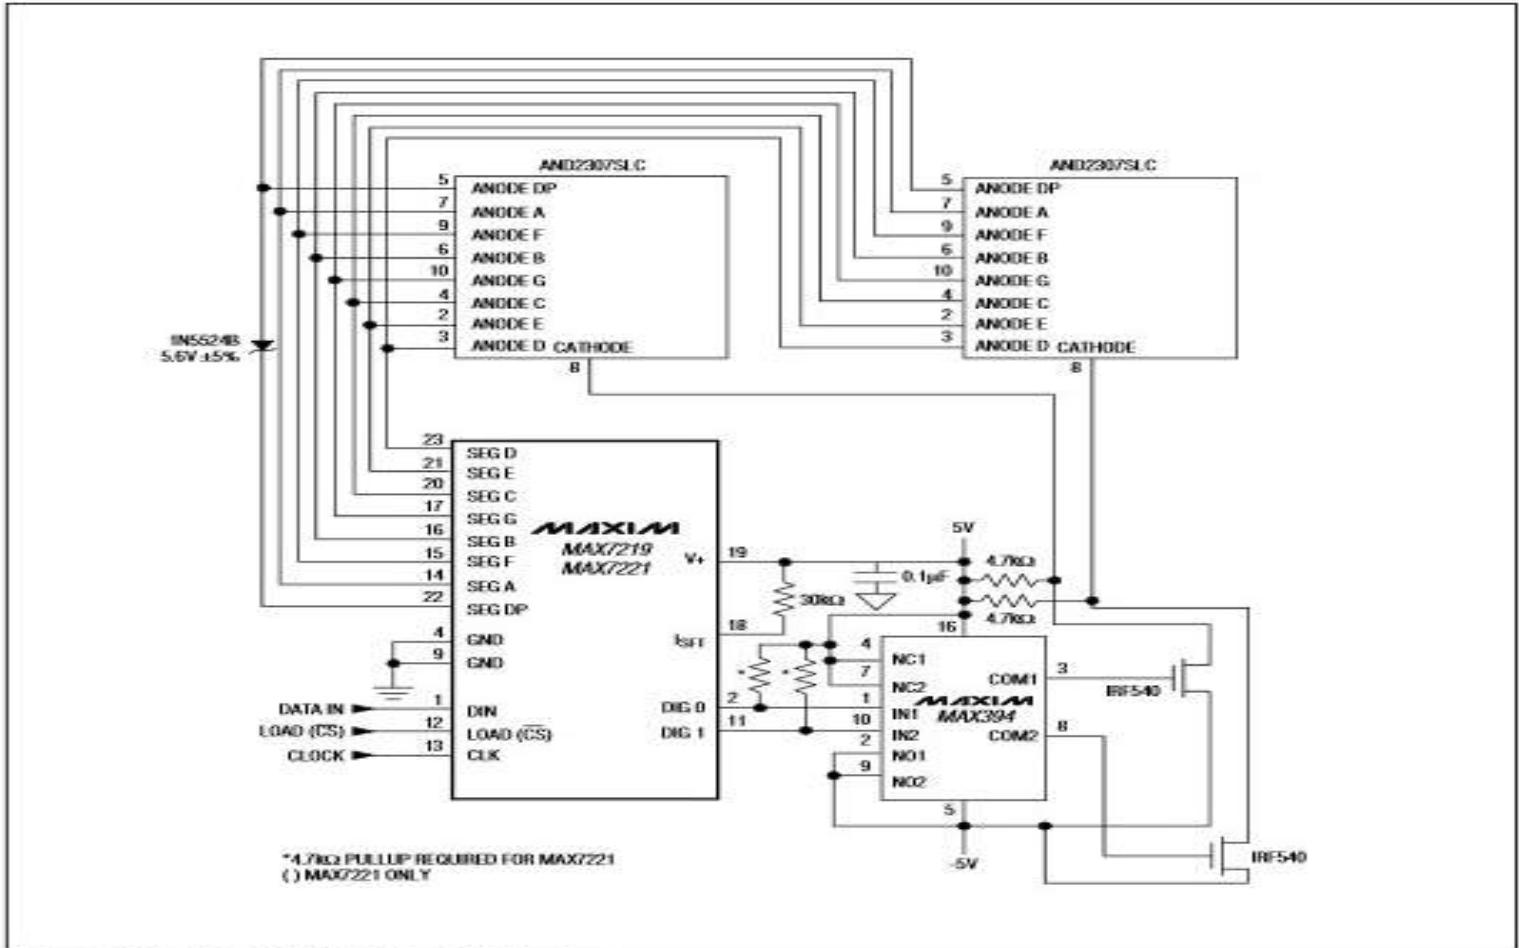 AND2307SLC
5 ANODE DP
7 ANODE A
9 ANODE F
6 ANODE B
10 ANODE G
4 ANODE C
2 ANODE E
3 ANODE D CATHODE
8
AND2307SLC
5 ANODE DP
7 ANODE A
9 ANODE F
6 ANODE B
10 ANODE G
4 ANODE C
2 ANODE E
3 ANODE D CATHODE
8
1N5524B
5.6V ±5%
23 SEG D
21 SEG E
20 SEG C
17 SEG G
16 SEG B
15 SEG F
14 SEG A
22 SEG DP
4 GND
9 GND
DATA IN 1 DIN
LOAD (CS) 12 LOAD (CS)
CLOCK 13 CLK
MAXIM
MAX7219
MAX7221
V+ 19
ISET 18
DIG 0 2
DIG 1 11
30kΩ
* *
0.1μF
5V
4.7kΩ
4.7kΩ
16
4 NC1
7 NC2
1 IN1
10 IN2
2 NO1
9 NO2
MAXIM
MAX394
COM1 3
COM2 8
5
-5V
IRF540
IRF540
*4.7kΩ PULLUP REQUIRED FOR MAX7221
( ) MAX7221 ONLY